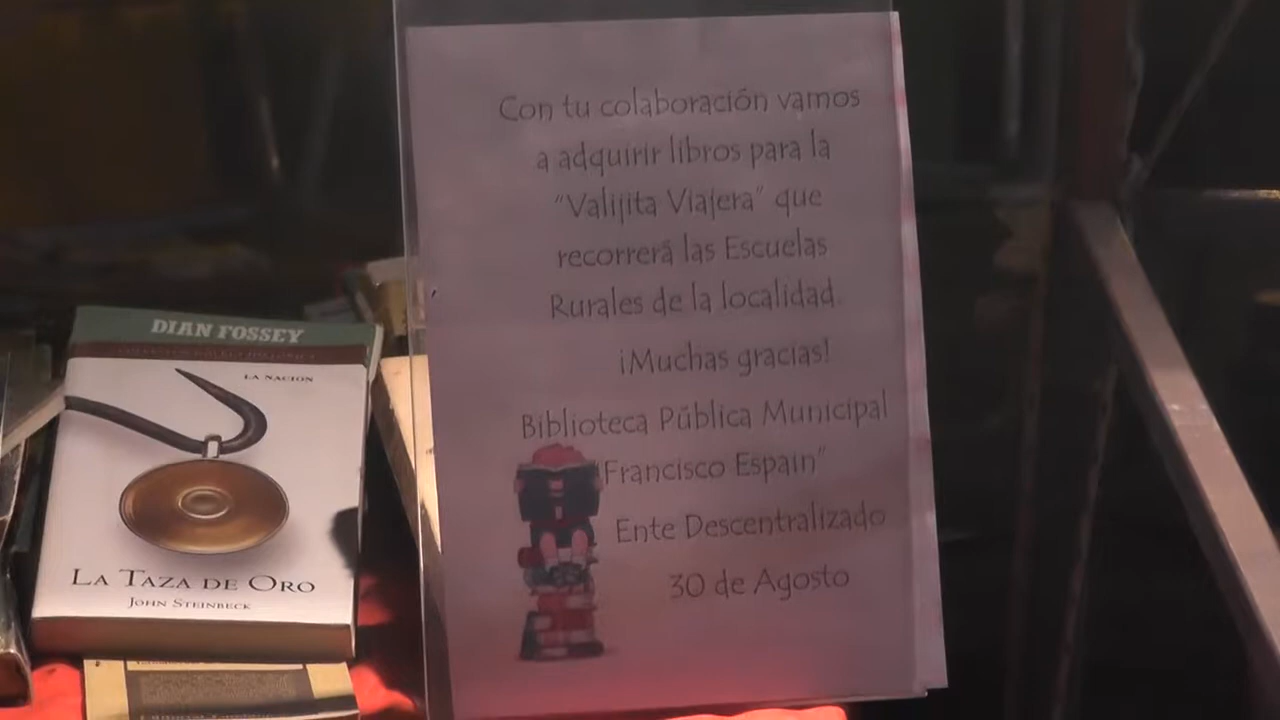 Con tu colaboración vamos
a adquirir libros para la
"Valijita Viajera" que
recorrerá las Escuelas
Rurales de la localidad.
¡Muchas gracias!
Biblioteca Pública Municipal
"Francisco Espain"
Ente Descentralizado
30 de Agosto
DIAN FOSSEY
LA NACION
LA TAZA DE ORO
JOHN STEINBECK